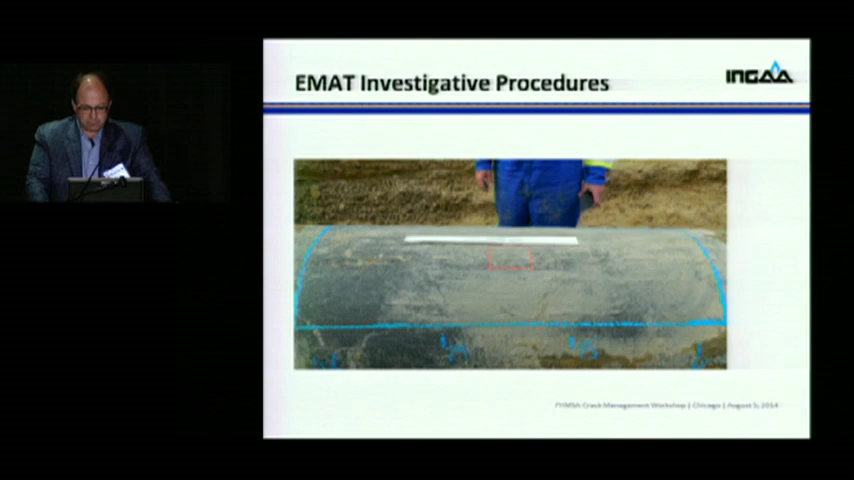 EMAT Investigative Procedures
INGAA
PHMSA Crack Management Workshop | Chicago | August 5, 2014